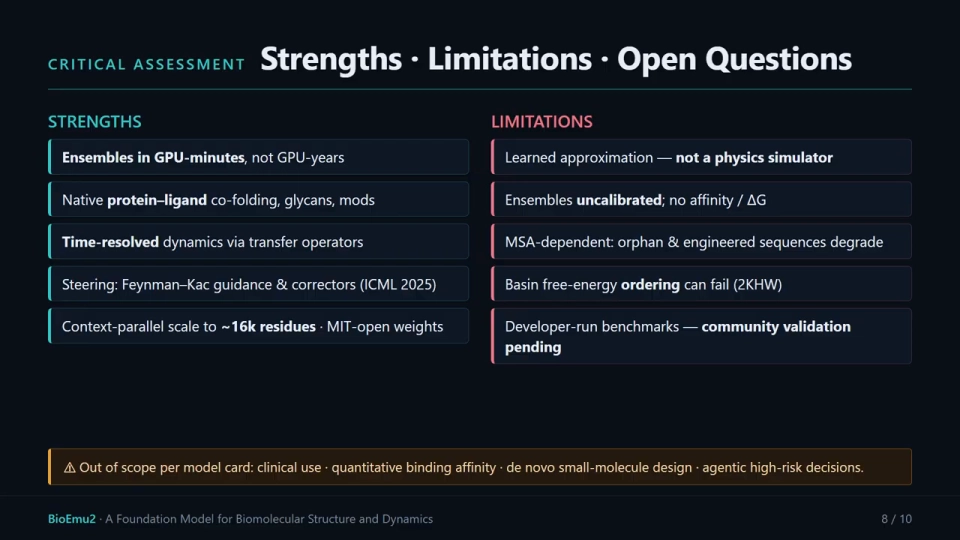 CRITICAL ASSESSMENT Strengths · Limitations · Open Questions
STRENGTHS
Ensembles in GPU-minutes, not GPU-years
Native protein–ligand co-folding, glycans, mods
Time-resolved dynamics via transfer operators
Steering: Feynman–Kac guidance & correctors (ICML 2025)
Context-parallel scale to ~16k residues · MIT-open weights
LIMITATIONS
Learned approximation — not a physics simulator
Ensembles uncalibrated; no affinity / ΔG
MSA-dependent: orphan & engineered sequences degrade
Basin free-energy ordering can fail (2KHW)
Developer-run benchmarks — community validation
pending
⚠ Out of scope per model card: clinical use · quantitative binding affinity · de novo small-molecule design · agentic high-risk decisions.
BioEmu2 · A Foundation Model for Biomolecular Structure and Dynamics
8 / 10